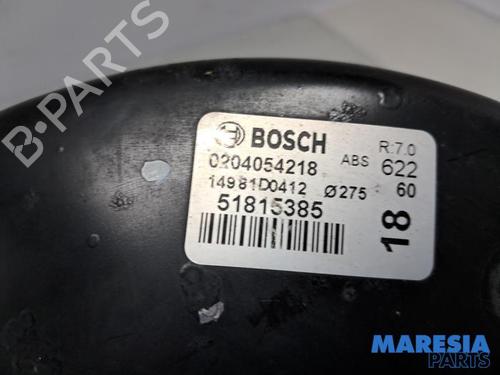 BOSCH
R:7.0
0204054218
ABS
622
14981D0412
Ø275
60
51815385
18
B-PARTS
MARESIA
PARTS